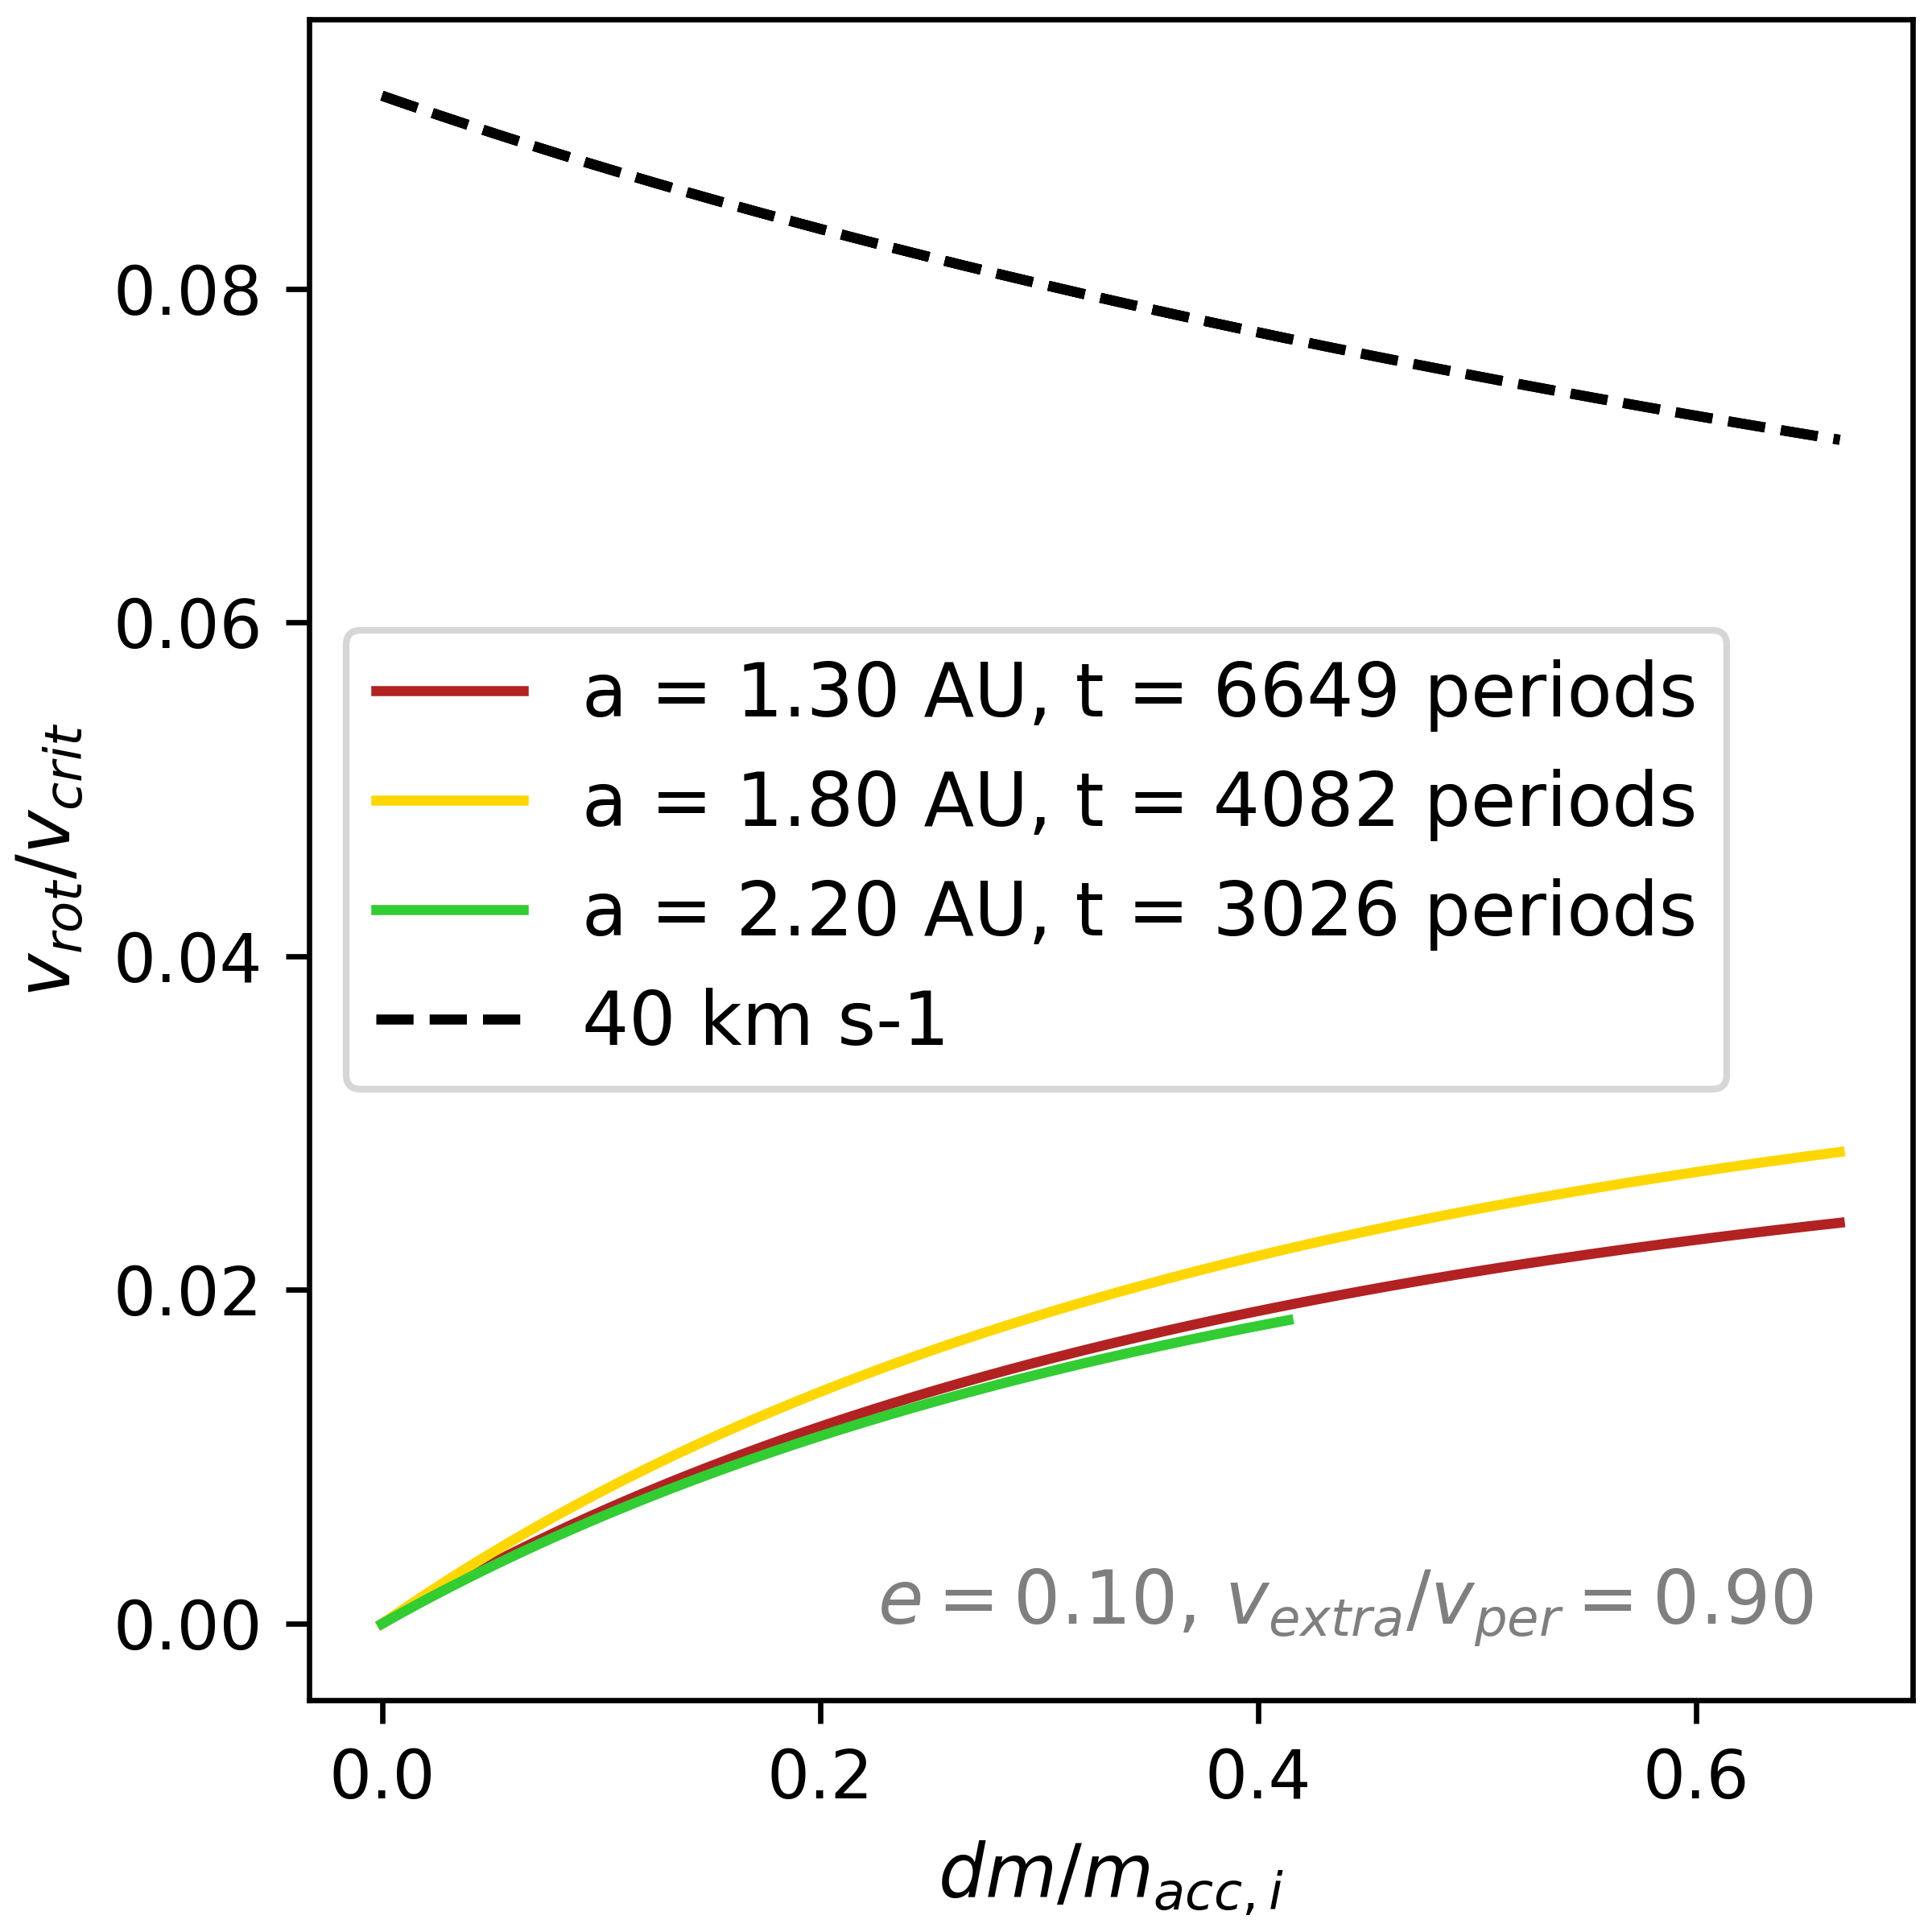 0.08
0.06
0.04
0.02
0.00
v_rot/v_crit
a = 1.30 AU, t = 6649 periods
a = 1.80 AU, t = 4082 periods
a = 2.20 AU, t = 3026 periods
40 km s-1
e = 0.10, v_extra/v_per = 0.90
0.0 0.2 0.4 0.6
dm/m_acc,i